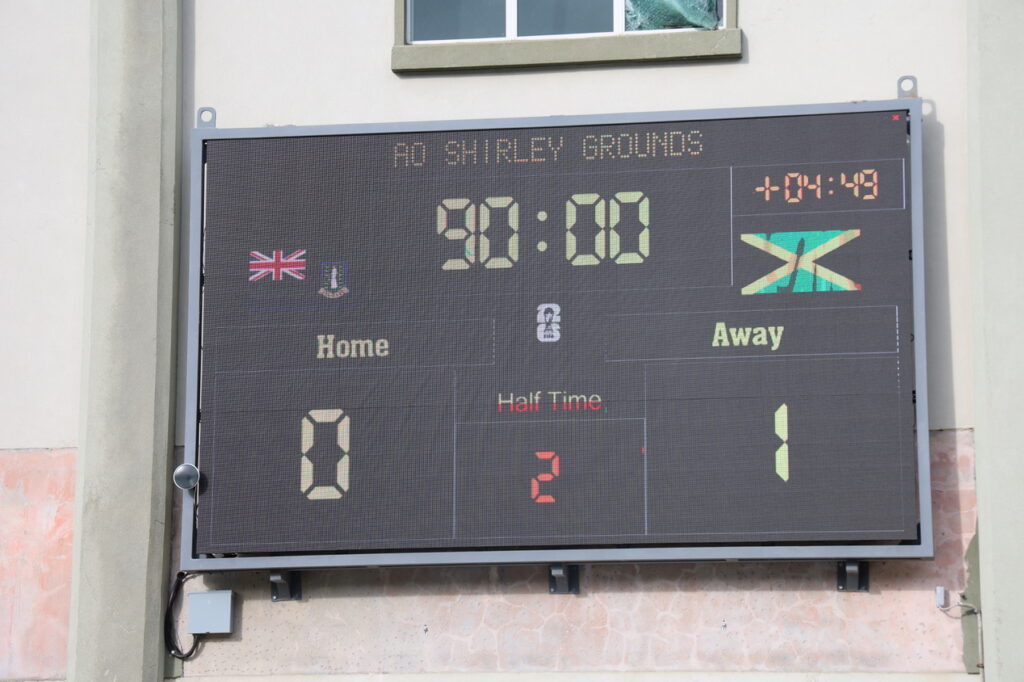 AO SHIRLEY GROUNDS
90:00
+04:49
Home
Away
Half Time
0
2
1